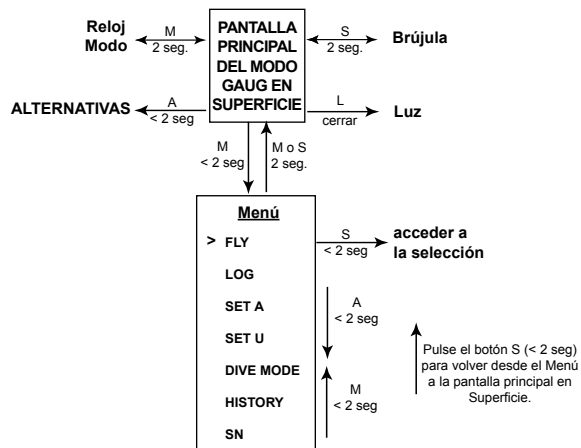 Reloj
Modo
M
2 seg.
PANTALLA
PRINCIPAL
DEL MODO
GAUG EN
SUPERFICIE
S
2 seg.
Brújula
ALTERNATIVAS
A
< 2 seg
L
cerrar
Luz
M
< 2 seg
M o S
2 seg.
Menú
> FLY
S
< 2 seg
acceder a
la selección
LOG
SET A
A
< 2 seg
SET U
DIVE MODE
M
< 2 seg
HISTORY
SN
Pulse el botón S (< 2 seg)
para volver desde el Menú
a la pantalla principal en
Superficie.